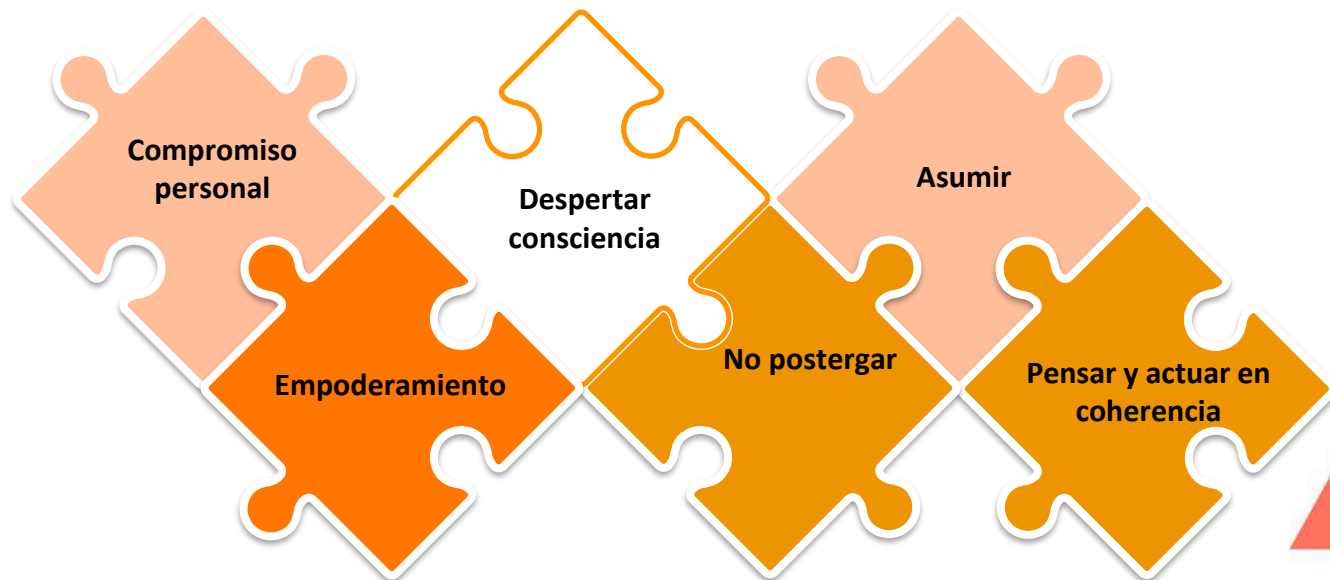 Compromiso
personal
Despertar
consciencia
Asumir
Empoderamiento
No postergar
Pensar y actuar en
coherencia